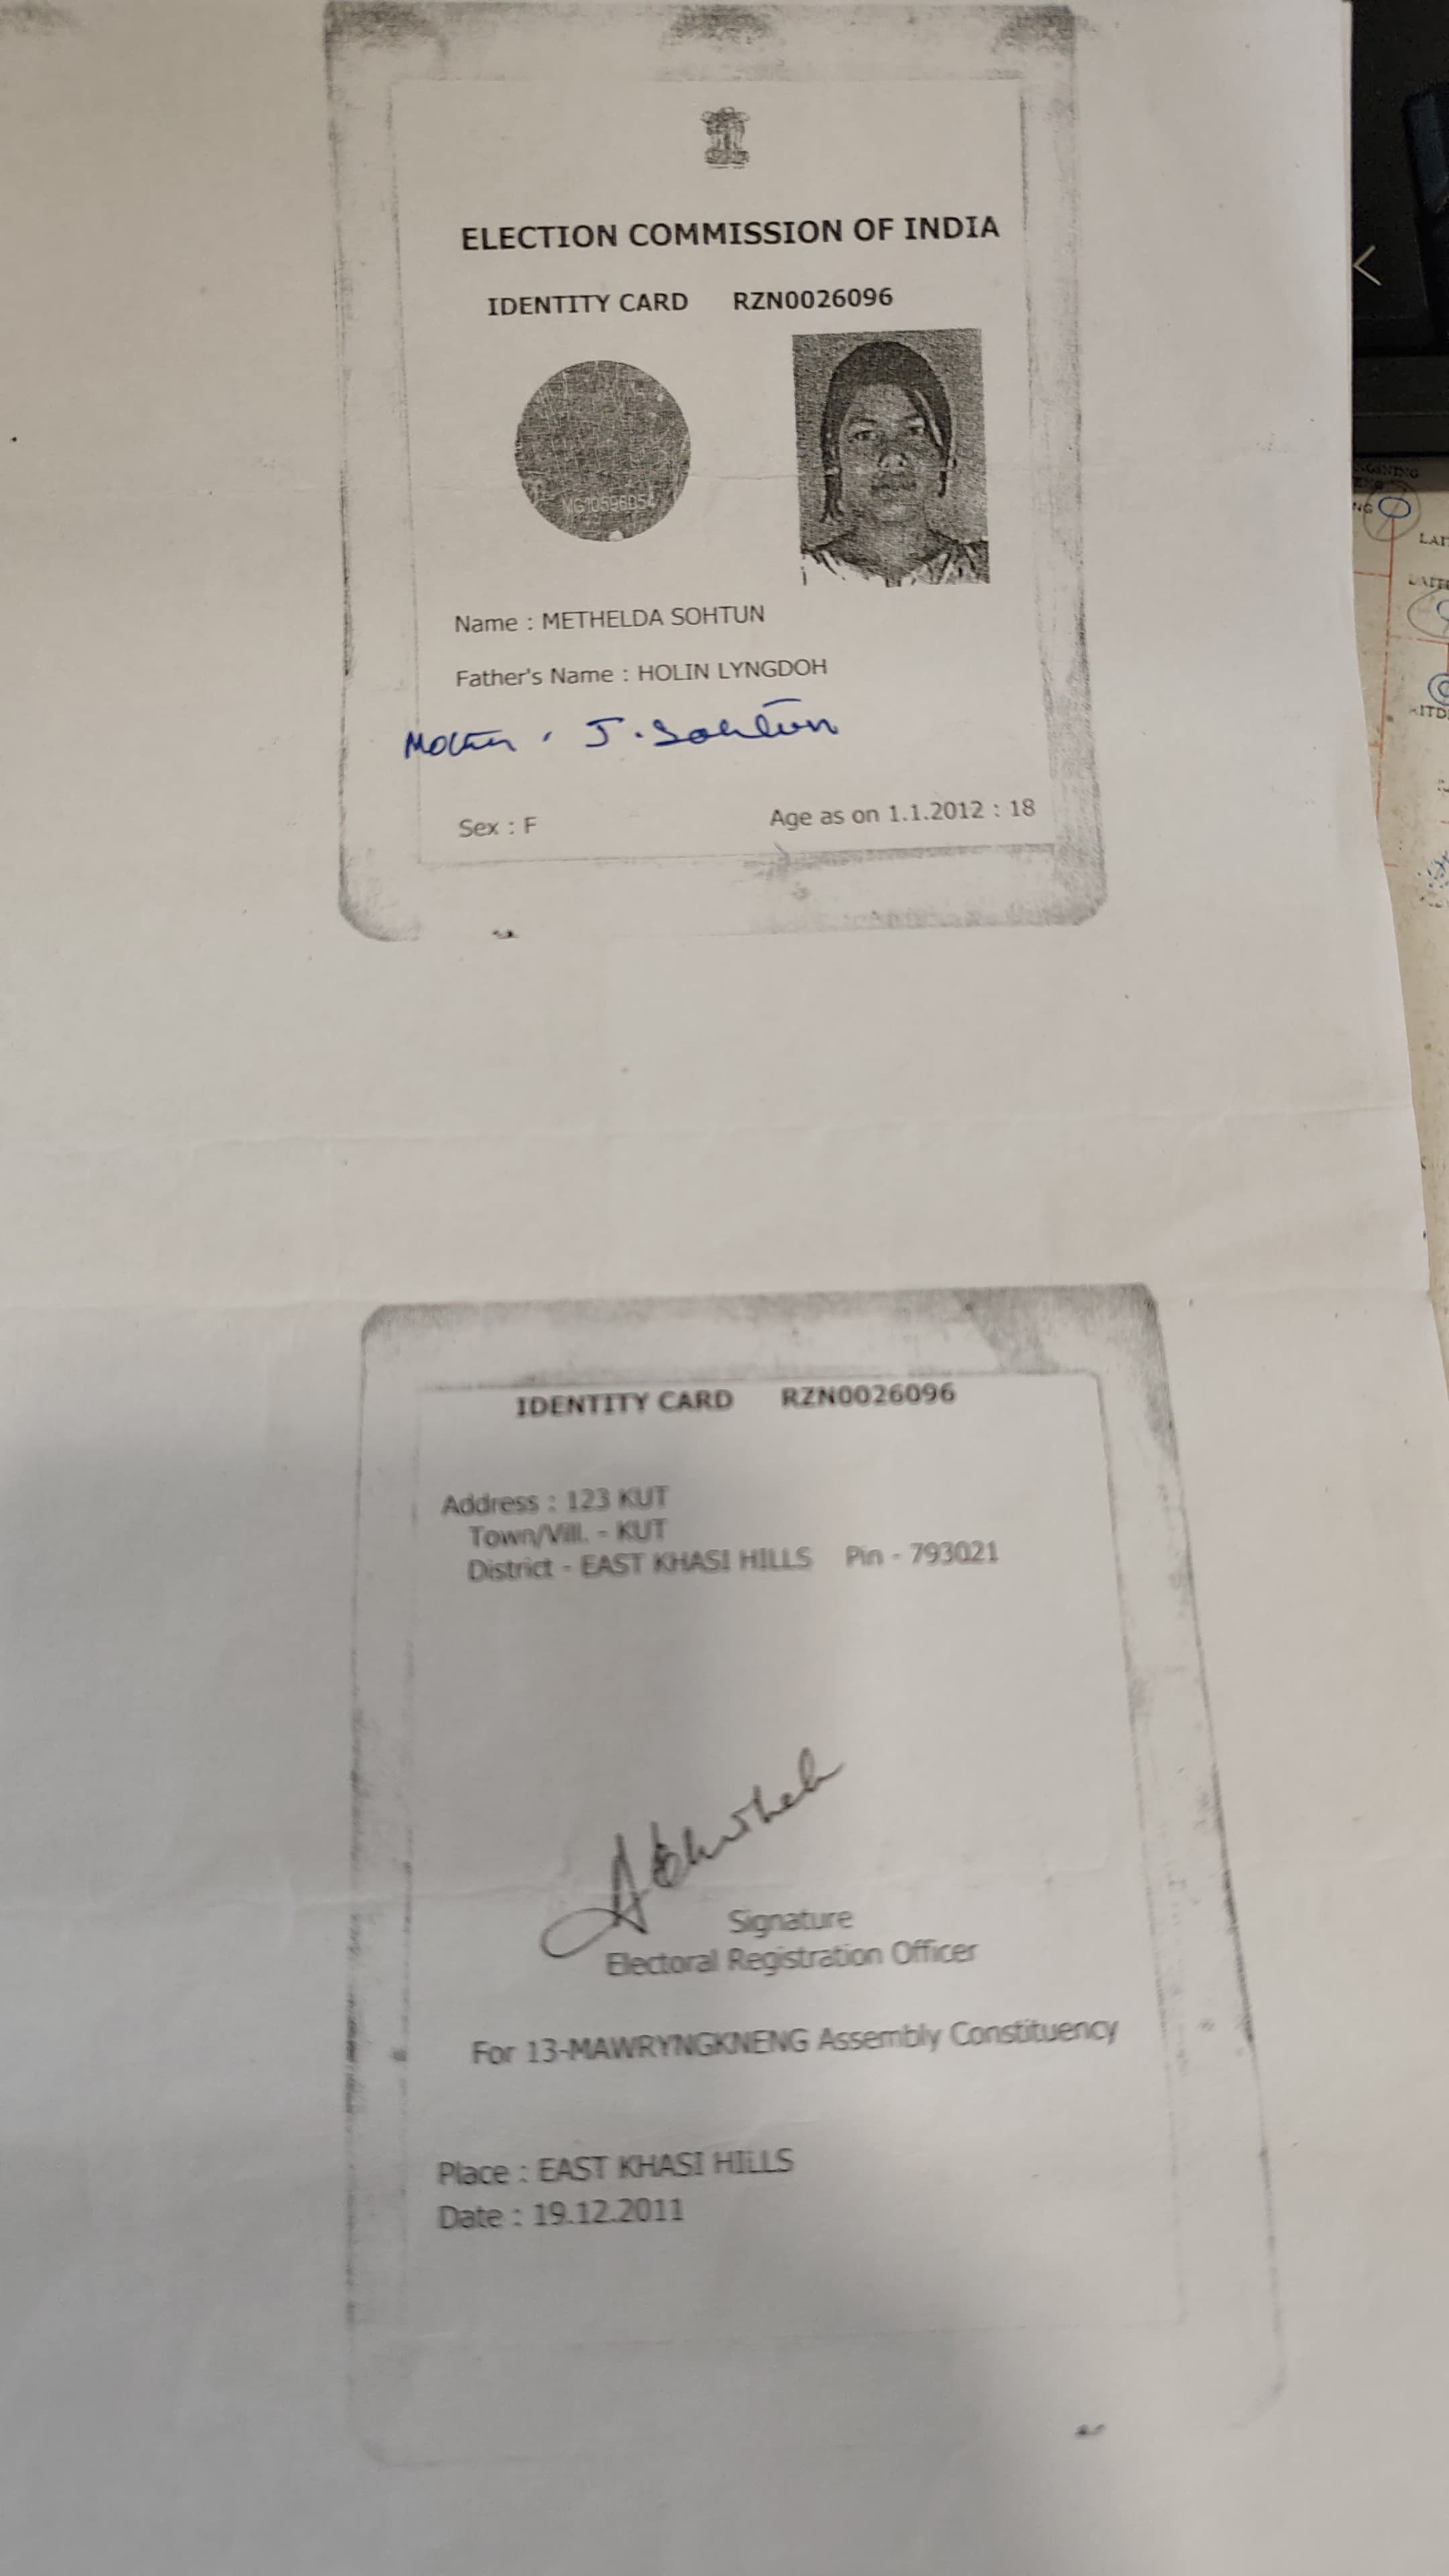 ELECTION COMMISSION OF INDIA
IDENTITY CARD RZN0026096
Name : METHELDA SOHTUN
Father's Name : HOLIN LYNGDOH
J. Sohtun
Sex : F Age as on 1.1.2012 : 18
IDENTITY CARD RZN0026096
Address : 123 KUT
Town/Vill. - KUT
District - EAST KHASI HILLS Pin - 793021
Signature
Electoral Registration Officer
For 13-MAWRYNGKNENG Assembly Constituency
Place : EAST KHASI HILLS
Date : 19.12.2011